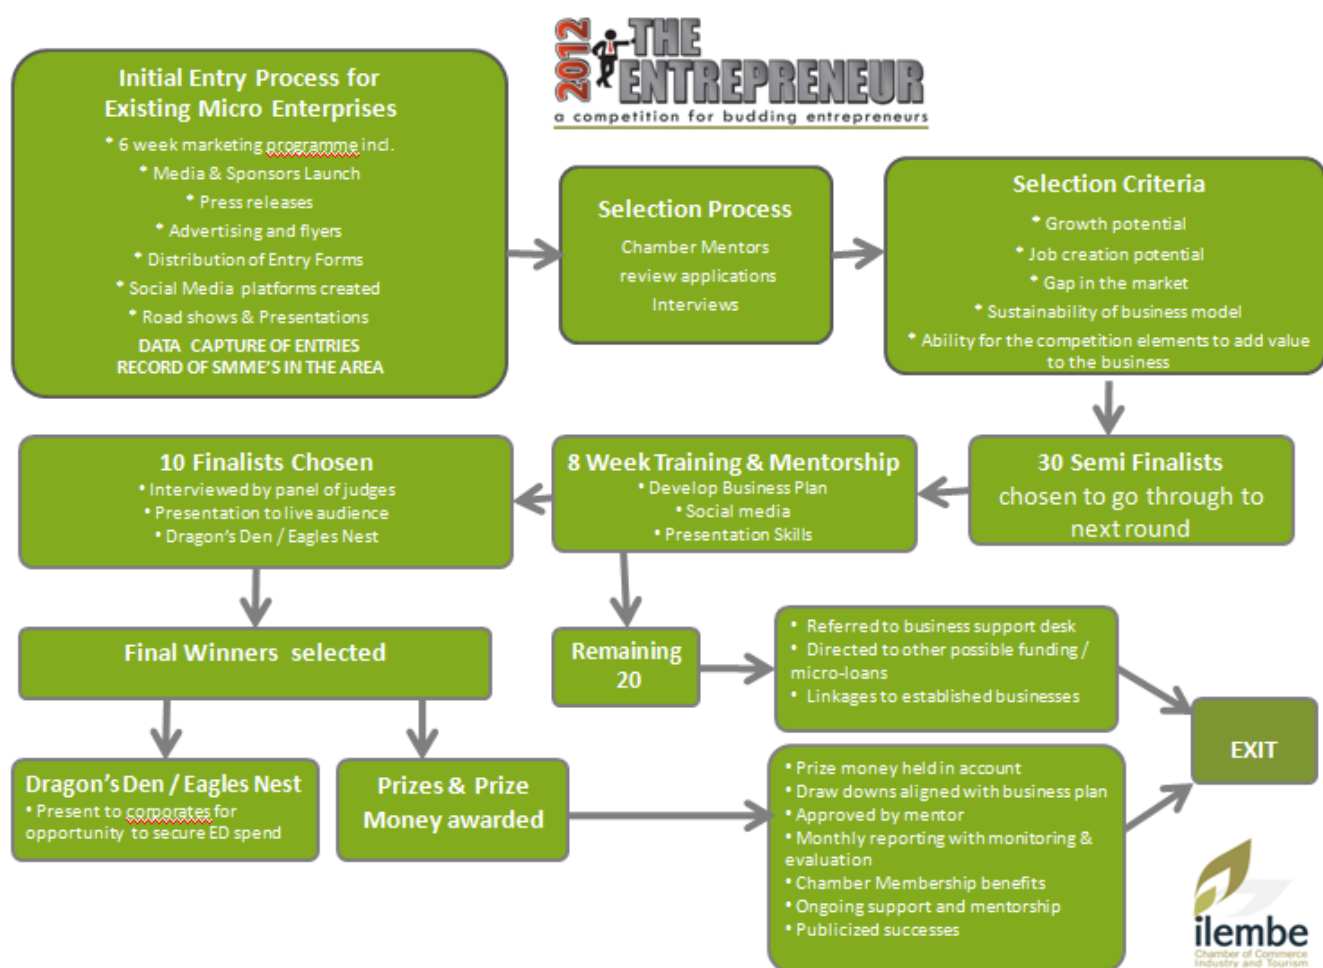 2012 THE
ENTREPRENEUR
a competition for budding entrepreneurs
Initial Entry Process for
Existing Micro Enterprises
* 6 week marketing programme incl.
* Media & Sponsors Launch
* Press releases
* Advertising and flyers
* Distribution of Entry Forms
* Social Media platforms created
* Road shows & Presentations
DATA CAPTURE OF ENTRIES
RECORD OF SMME'S IN THE AREA
Selection Process
Chamber Mentors
review applications
Interviews
Selection Criteria
* Growth potential
* Job creation potential
* Gap in the market
* Sustainability of business model
* Ability for the competition elements to add value
to the business
30 Semi Finalists
chosen to go through to
next round
8 Week Training & Mentorship
• Develop Business Plan
• Social media
• Presentation Skills
10 Finalists Chosen
• Interviewed by panel of judges
• Presentation to live audience
• Dragon's Den / Eagles Nest
Final Winners selected
Remaining
20
• Referred to business support desk
• Directed to other possible funding /
micro-loans
• Linkages to established businesses
EXIT
Dragon's Den / Eagles Nest
• Present to corporates for
opportunity to secure ED spend
Prizes & Prize
Money awarded
• Prize money held in account
• Draw downs aligned with business plan
• Approved by mentor
• Monthly reporting with monitoring &
evaluation
• Chamber Membership benefits
• Ongoing support and mentorship
• Publicized successes
ilembe
Chamber of Commerce
Industry and Tourism